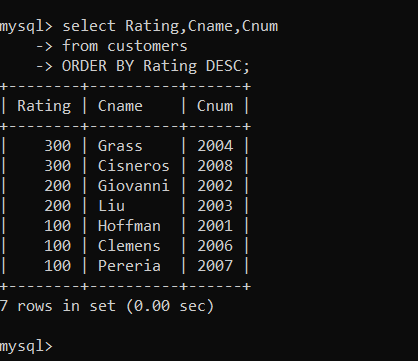 mysql> select Rating,Cname,Cnum
    -> from customers
    -> ORDER BY Rating DESC;
+--------+----------+------+
| Rating | Cname    | Cnum |
+--------+----------+------+
|    300 | Grass    | 2004 |
|    300 | Cisneros | 2008 |
|    200 | Giovanni | 2002 |
|    200 | Liu      | 2003 |
|    100 | Hoffman  | 2001 |
|    100 | Clemens  | 2006 |
|    100 | Pereria  | 2007 |
+--------+----------+------+
7 rows in set (0.00 sec)
mysql>